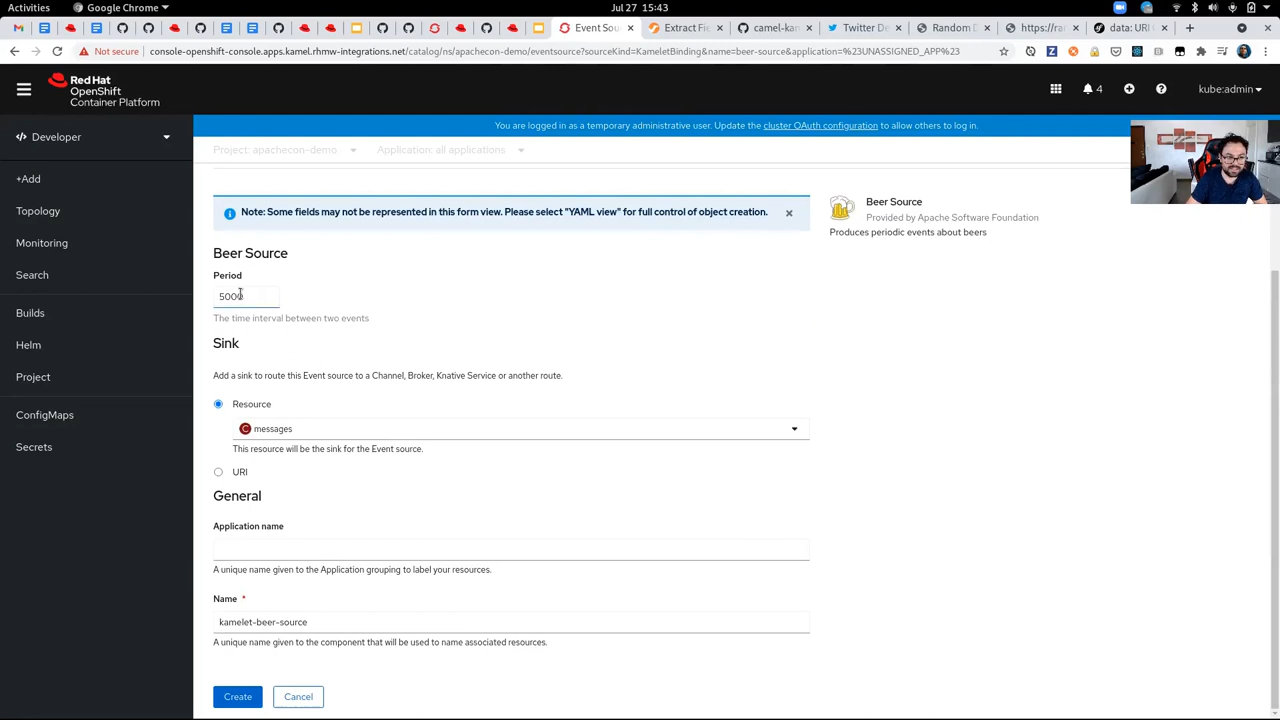 Activities
Google Chrome
Jul 27 15:43
Event Sour
Extract Fie
camel-kam
Twitter De
Random E
https://ran
data: URI
Not secure
console-openshift-console.apps.kamel.rhmw-integrations.net/catalog/ns/apachecon-demo/eventsource?sourceKind=KameletBinding&name=beer-source&application=%23UNASSIGNED_APP%23
Red Hat
OpenShift
Container Platform
4
kube:admin
You are logged in as a temporary administrative user. Update the cluster OAuth configuration to allow others to log in.
Developer
Project: apachecon-demo
Application: all applications
+Add
Topology
Monitoring
Search
Builds
Helm
Project
ConfigMaps
Secrets
Note: Some fields may not be represented in this form view. Please select "YAML view" for full control of object creation.
Beer Source
Provided by Apache Software Foundation
Produces periodic events about beers
Beer Source
Period
5000
The time interval between two events
Sink
Add a sink to route this Event source to a Channel, Broker, Knative Service or another route.
Resource
C messages
This resource will be the sink for the Event source.
URI
General
Application name
A unique name given to the Application grouping to label your resources.
Name *
kamelet-beer-source
A unique name given to the component that will be used to name associated resources.
Create
Cancel